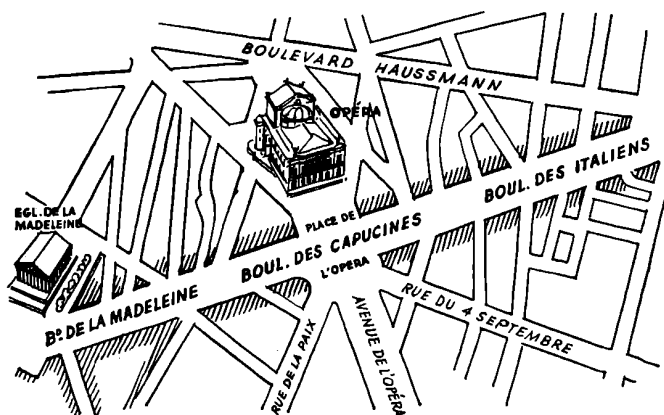 BOULEVARD HAUSSMANN
OPÉRA
BOUL. DES ITALIENS
EGL. DE LA
MADELEINE
PLACE DE
L'OPERA
BOUL. DES CAPUCINES
Bd. DE LA MADELEINE
RUE DU 4 SEPTEMBRE
RUE DE LA PAIX
AVENUE DE L'OPÉRA